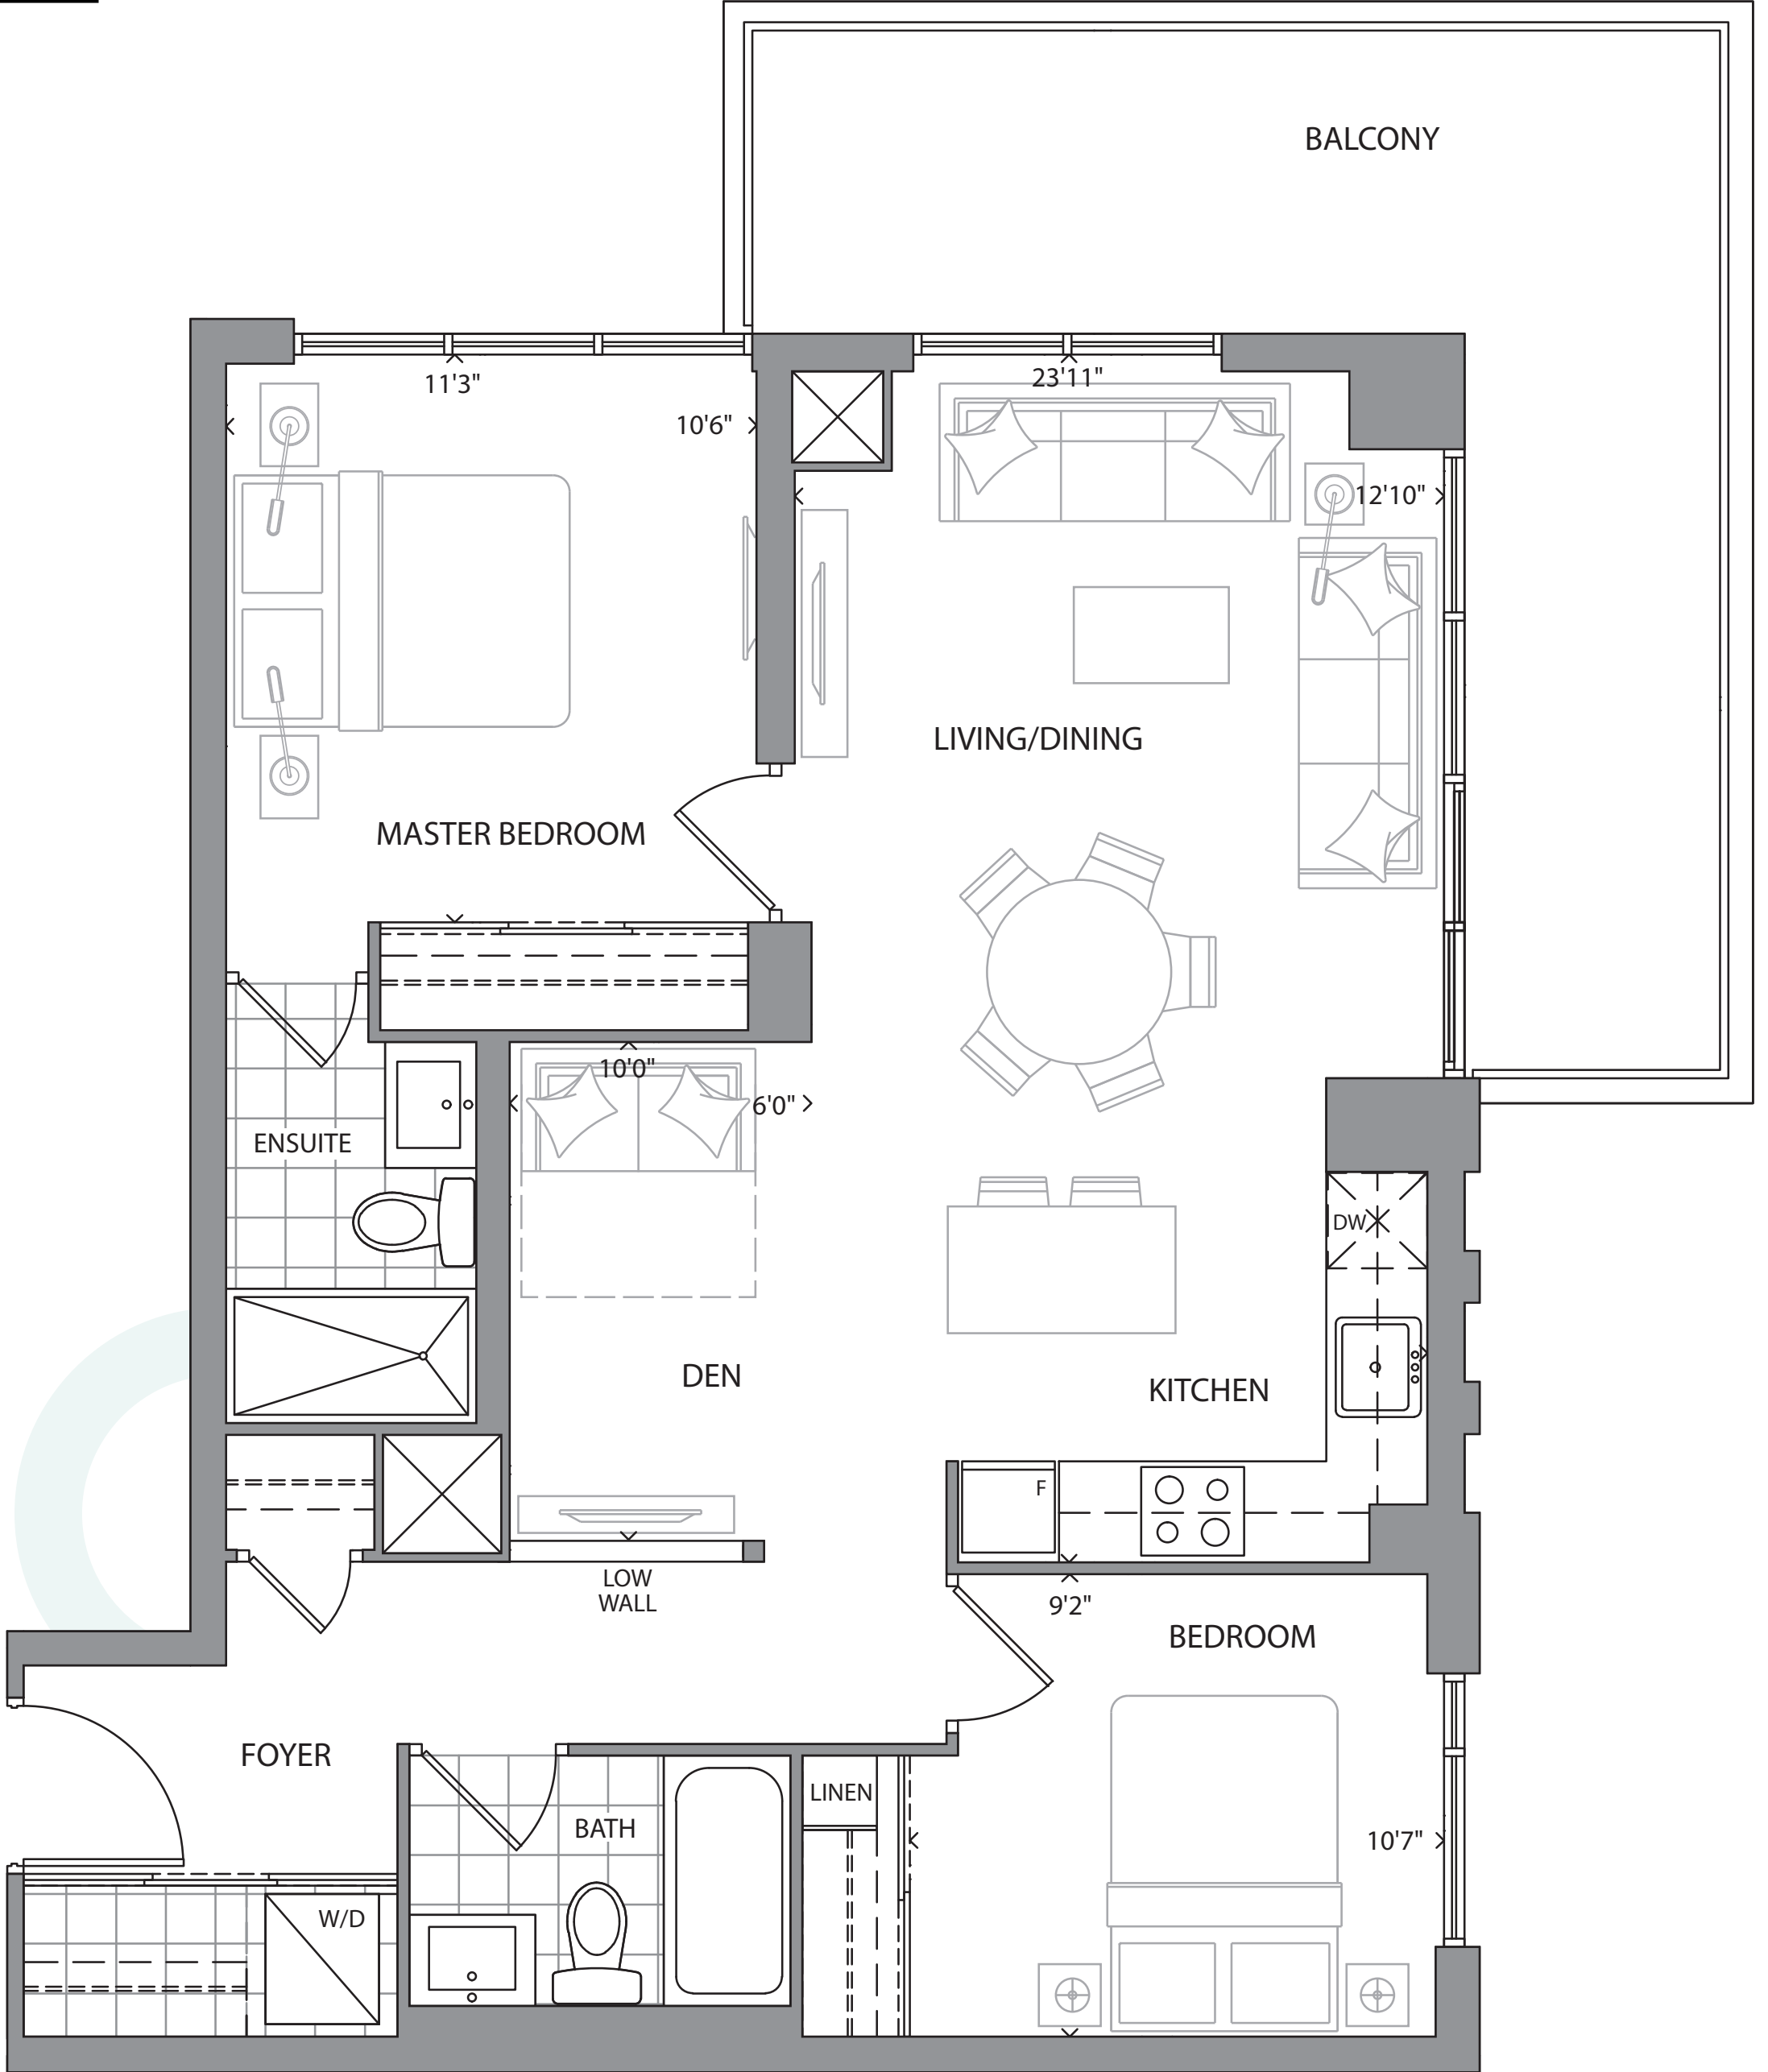 BALCONY
11'3"
23'11"
10'6"
12'10"
LIVING/DINING
MASTER BEDROOM
10'0"
6'0"
ENSUITE
DW
DEN
KITCHEN
F
LOW
WALL
9'2"
BEDROOM
FOYER
LINEN
BATH
10'7"
W/D